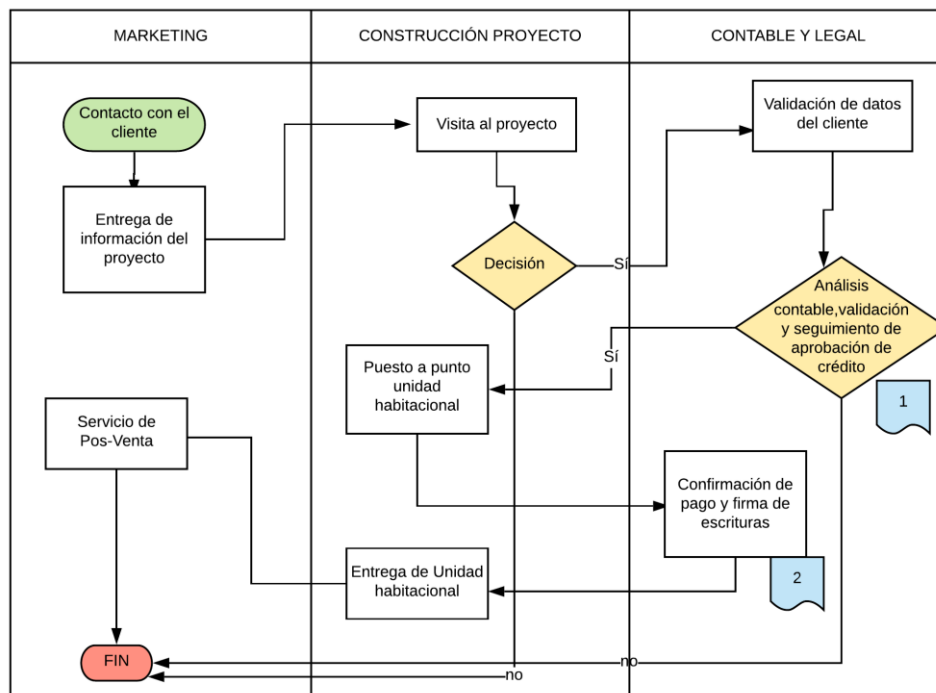 MARKETING
CONSTRUCCIÓN PROYECTO
CONTABLE Y LEGAL
Contacto con el
cliente
Entrega de
información del
proyecto
Visita al proyecto
Decisión
Sí
Validación de datos
del cliente
Análisis
contable,validación
y seguimiento de
aprobación de
crédito
1
Sí
Puesto a punto
unidad
habitacional
Confirmación de
pago y firma de
escrituras
2
Entrega de Unidad
habitacional
Servicio de
Pos-Venta
FIN
no
no